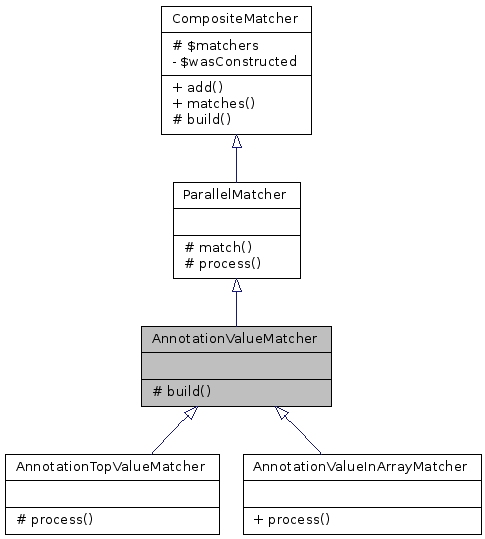 CompositeMatcher
# $matchers
- $wasConstructed
+ add()
+ matches()
# build()
ParallelMatcher
# match()
# process()
AnnotationValueMatcher
# build()
AnnotationTopValueMatcher
# process()
AnnotationValueInArrayMatcher
+ process()